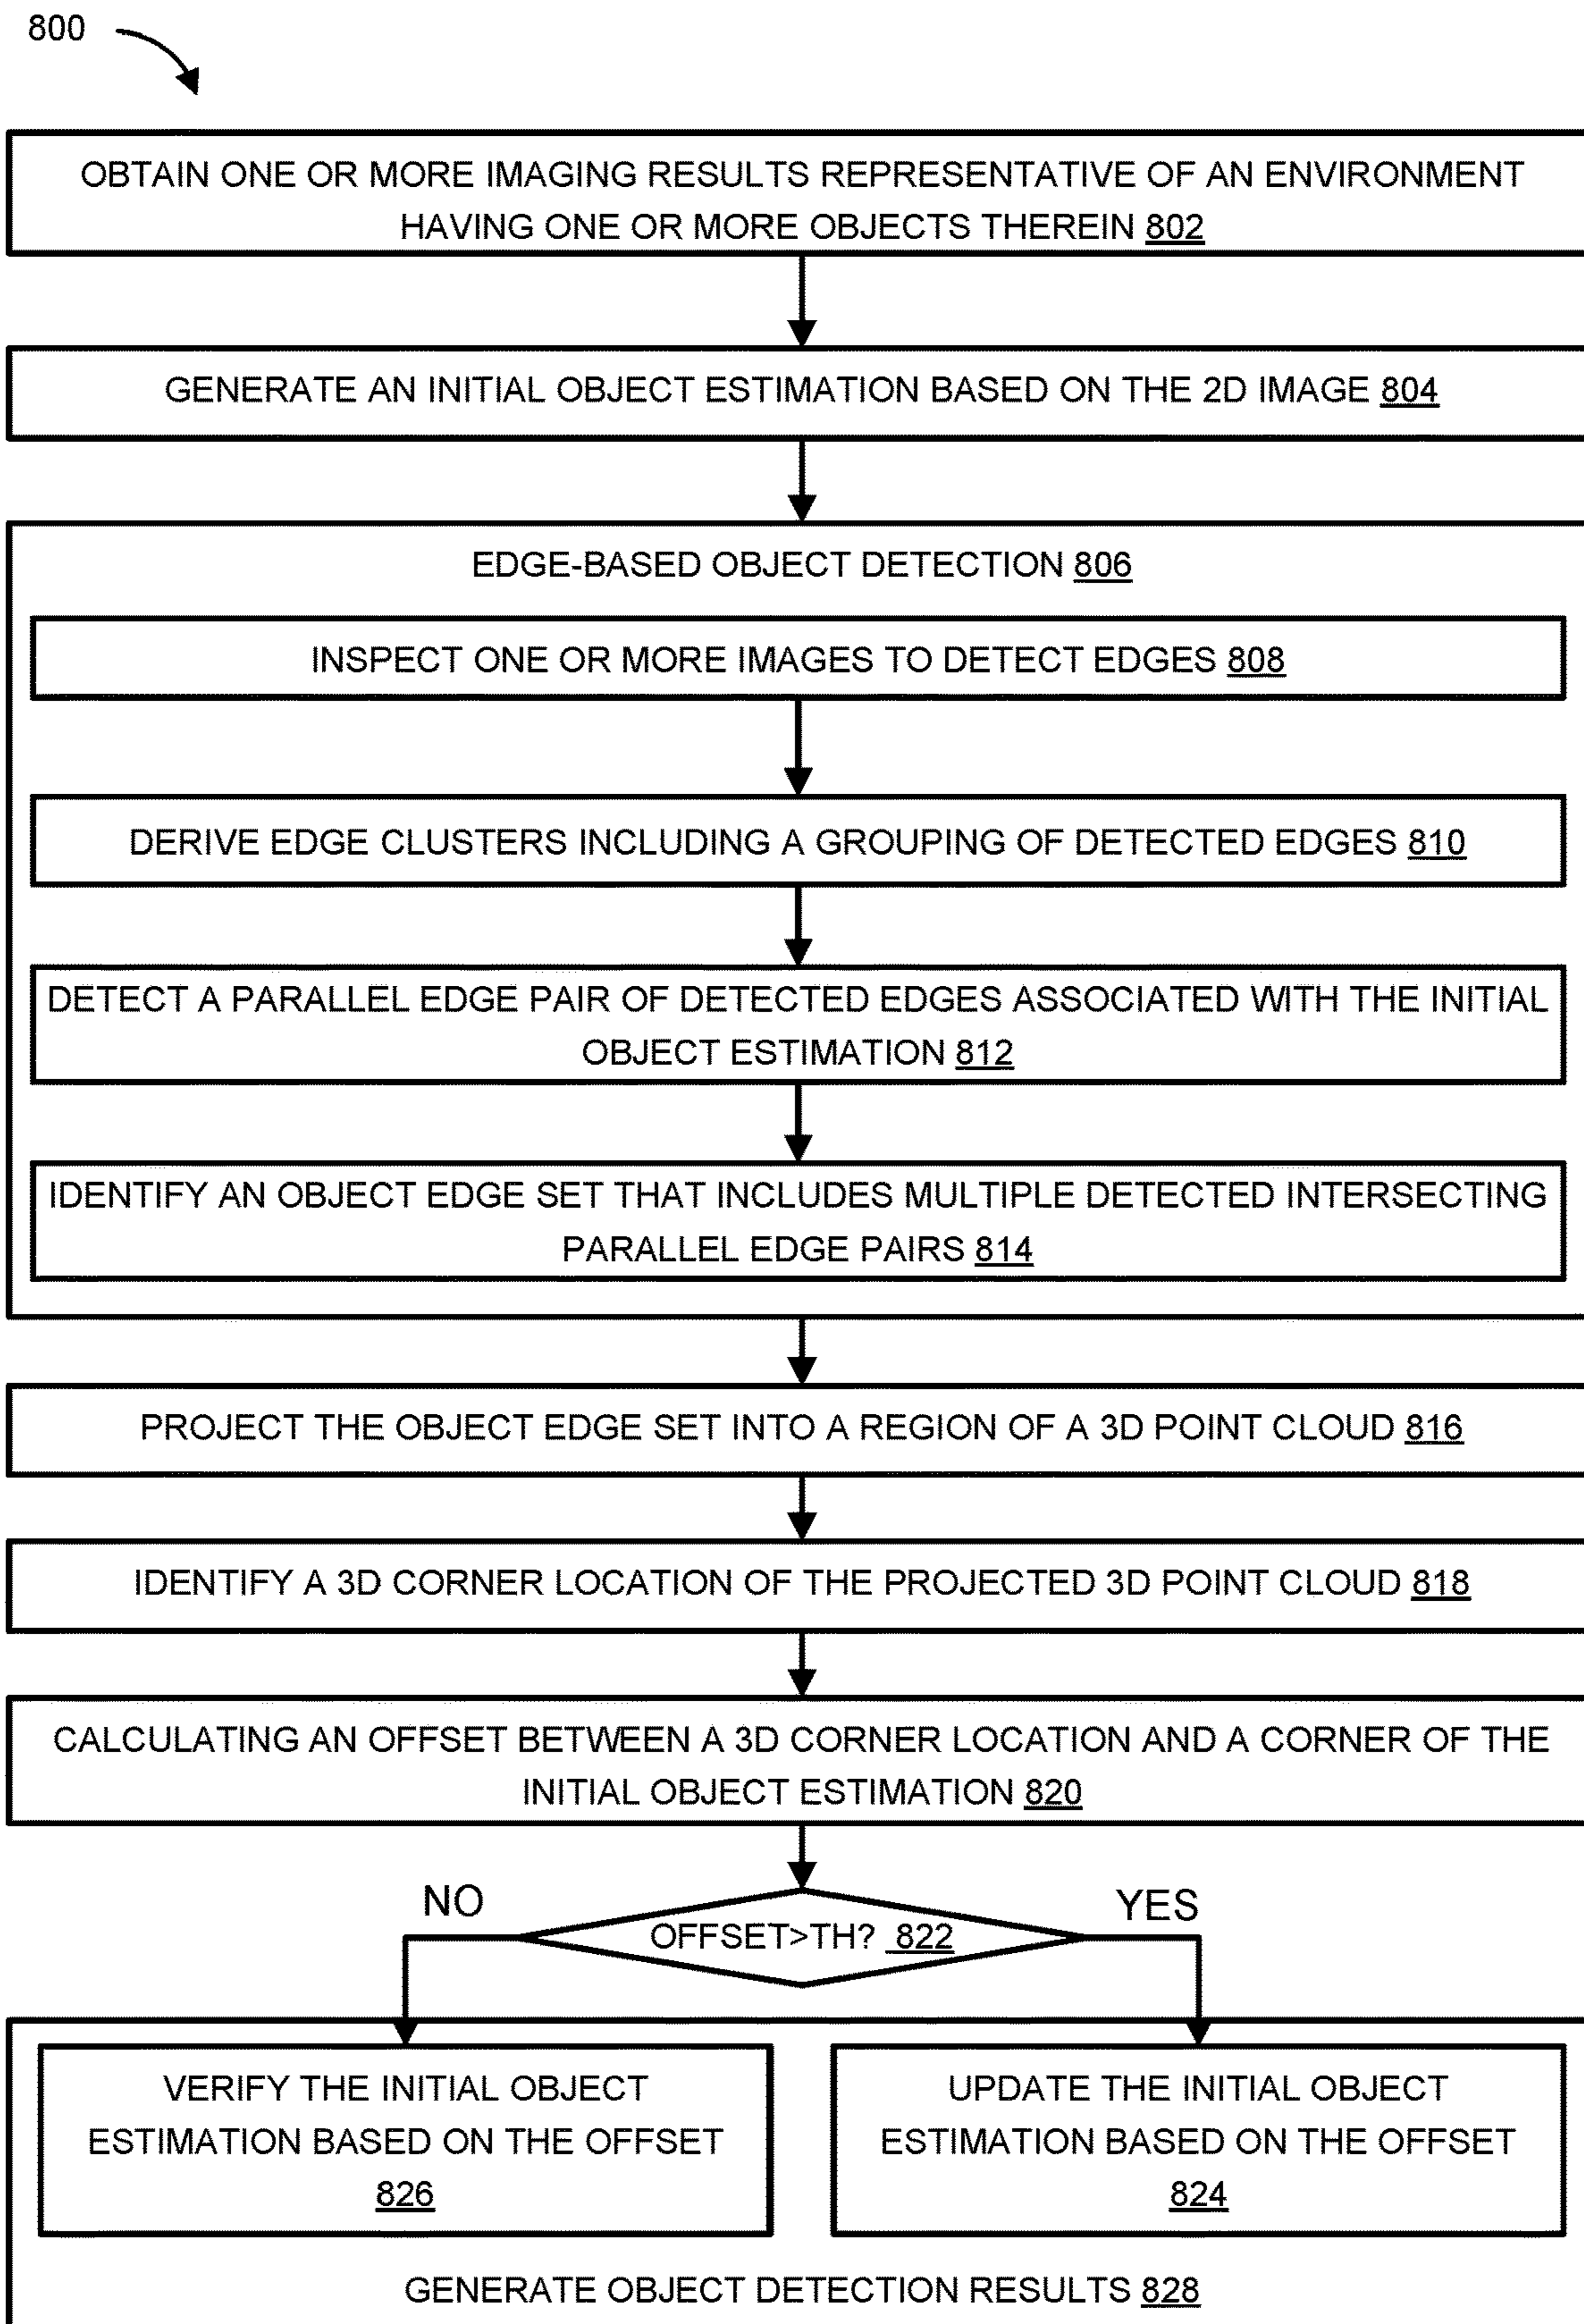 800
OBTAIN ONE OR MORE IMAGING RESULTS REPRESENTATIVE OF AN ENVIRONMENT
HAVING ONE OR MORE OBJECTS THEREIN 802
GENERATE AN INITIAL OBJECT ESTIMATION BASED ON THE 2D IMAGE 804
EDGE-BASED OBJECT DETECTION 806
INSPECT ONE OR MORE IMAGES TO DETECT EDGES 808
DERIVE EDGE CLUSTERS INCLUDING A GROUPING OF DETECTED EDGES 810
DETECT A PARALLEL EDGE PAIR OF DETECTED EDGES ASSOCIATED WITH THE INITIAL
OBJECT ESTIMATION 812
IDENTIFY AN OBJECT EDGE SET THAT INCLUDES MULTIPLE DETECTED INTERSECTING
PARALLEL EDGE PAIRS 814
PROJECT THE OBJECT EDGE SET INTO A REGION OF A 3D POINT CLOUD 816
IDENTIFY A 3D CORNER LOCATION OF THE PROJECTED 3D POINT CLOUD 818
CALCULATING AN OFFSET BETWEEN A 3D CORNER LOCATION AND A CORNER OF THE
INITIAL OBJECT ESTIMATION 820
NO
YES
OFFSET>TH? 822
VERIFY THE INITIAL OBJECT
ESTIMATION BASED ON THE OFFSET
826
UPDATE THE INITIAL OBJECT
ESTIMATION BASED ON THE OFFSET
824
GENERATE OBJECT DETECTION RESULTS 828